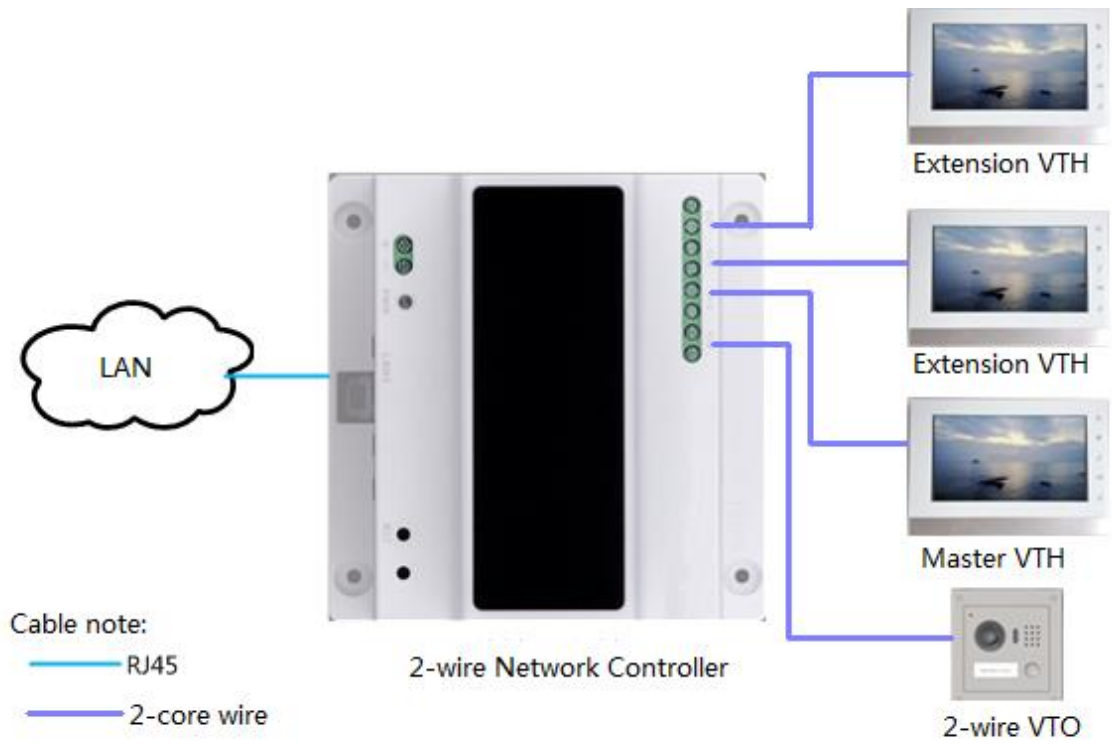 Extension VTH
LAN
Extension VTH
Master VTH
Cable note:
RJ45
2-wire Network Controller
2-core wire
2-wire VTO